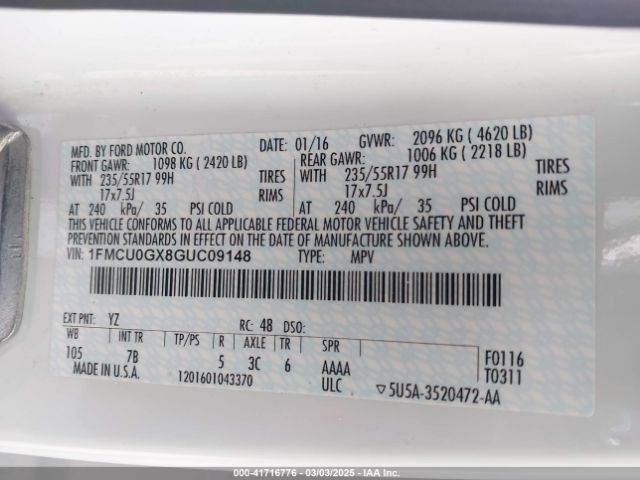 MFD. BY FORD MOTOR CO. DATE: 01/16 GVWR: 2096 KG ( 4620 LB)
FRONT GAWR: 1098 KG ( 2420 LB) REAR GAWR: 1006 KG ( 2218 LB)
WITH 235/55R17 99H TIRES WITH 235/55R17 99H TIRES
17x7.5J RIMS 17x7.5J RIMS
AT 240 kPa/ 35 PSI COLD AT 240 kPa/ 35 PSI COLD
THIS VEHICLE CONFORMS TO ALL APPLICABLE FEDERAL MOTOR VEHICLE SAFETY AND THEFT
PREVENTION STANDARDS IN EFFECT ON THE DATE OF MANUFACTURE SHOWN ABOVE.
VIN: 1FMCU0GX8GUC09148 TYPE: MPV
EXT PNT: YZ RC: 48 DSO:
WB INT TR TP/PS R AXLE TR SPR
105 7B 5 3C 6 AAAA F0116
MADE IN U.S.A. 1201601043370 ULC T0311
▽5U5A-3520472-AA
000-41716776 - 03/03/2025 - IAA Inc.